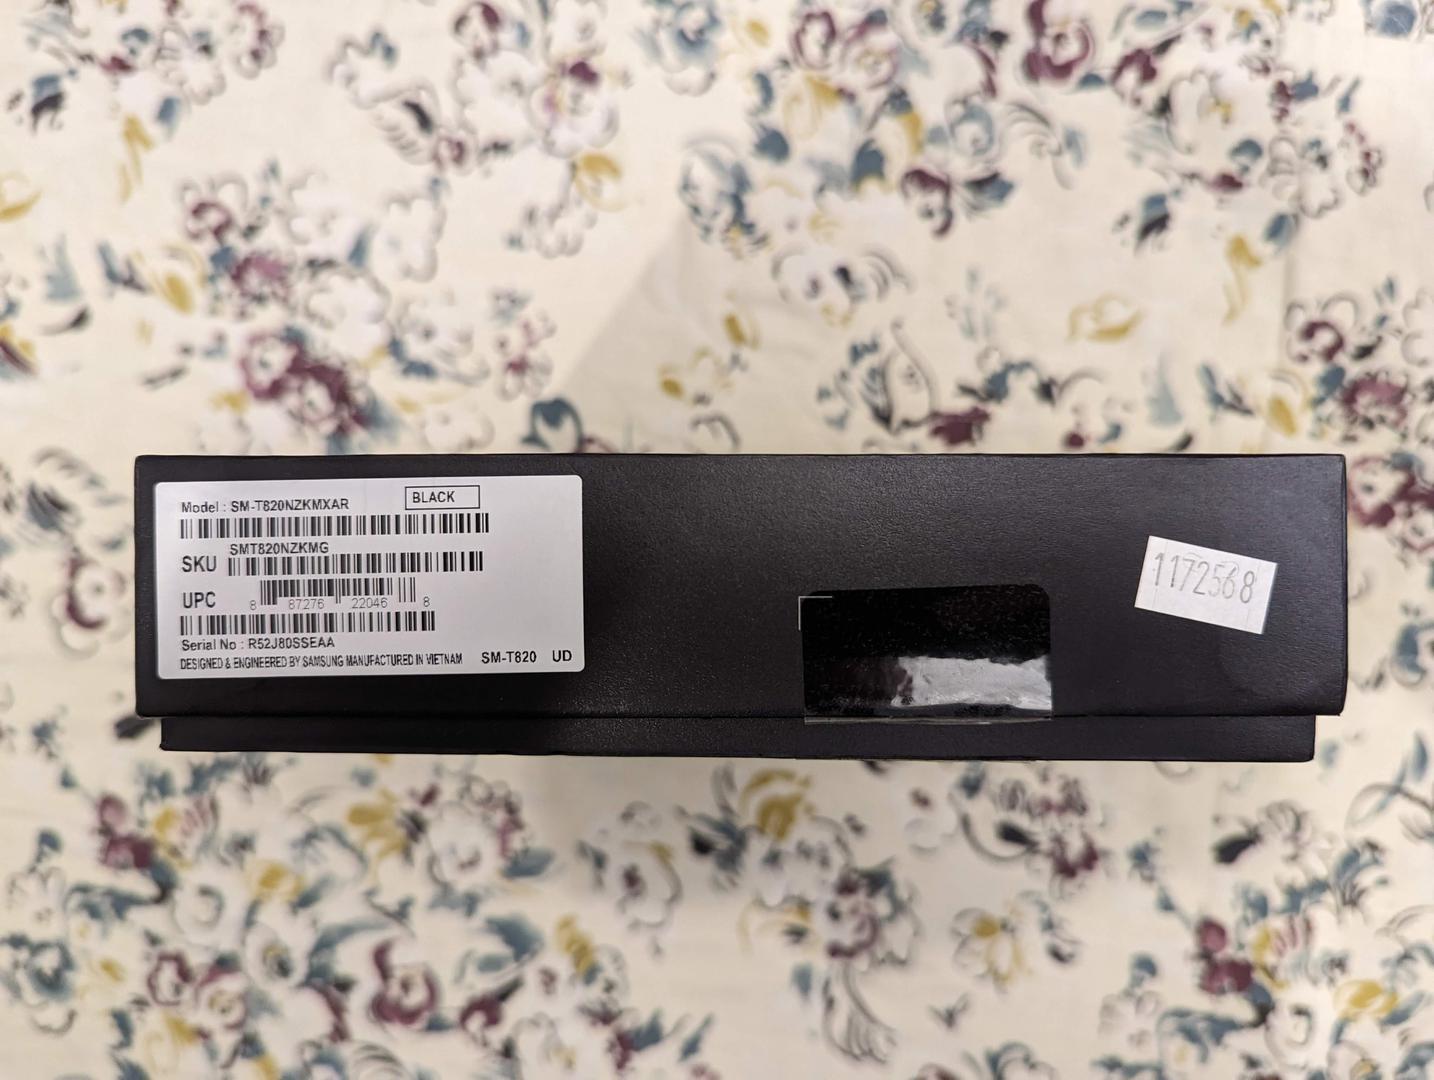 Model : SM-T820NZKMXAR
BLACK
SMT820NZKMG
SKU
UPC
8 87276 22046 8
Serial No : R52J80SSEAA
DESIGNED & ENGINEERED BY SAMSUNG MANUFACTURED IN VIETNAM SM-T820 UD
1172568